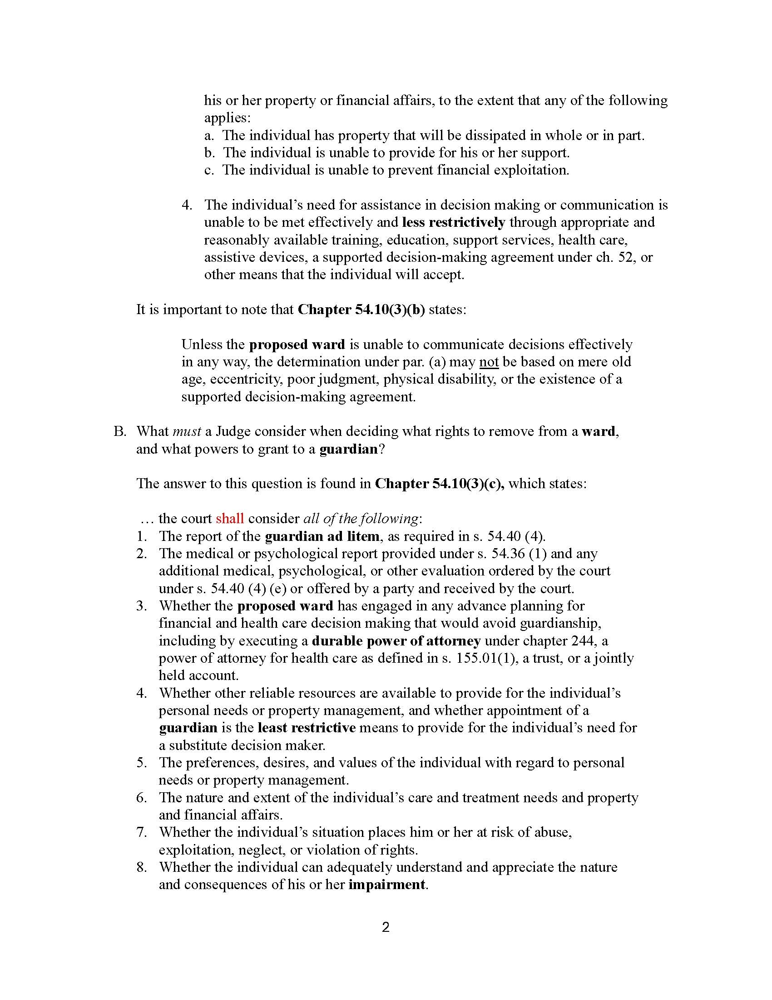 his or her property or financial affairs, to the extent that any of the following
applies:
a. The individual has property that will be dissipated in whole or in part.
b. The individual is unable to provide for his or her support.
c. The individual is unable to prevent financial exploitation.
4. The individual’s need for assistance in decision making or communication is
unable to be met effectively and less restrictively through appropriate and
reasonably available training, education, support services, health care,
assistive devices, a supported decision-making agreement under ch. 52, or
other means that the individual will accept.
It is important to note that Chapter 54.10(3)(b) states:
Unless the proposed ward is unable to communicate decisions effectively
in any way, the determination under par. (a) may not be based on mere old
age, eccentricity, poor judgment, physical disability, or the existence of a
supported decision-making agreement.
B. What must a Judge consider when deciding what rights to remove from a ward,
and what powers to grant to a guardian?
The answer to this question is found in Chapter 54.10(3)(c), which states:
… the court shall consider all of the following:
1. The report of the guardian ad litem, as required in s. 54.40 (4).
2. The medical or psychological report provided under s. 54.36 (1) and any
additional medical, psychological, or other evaluation ordered by the court
under s. 54.40 (4) (e) or offered by a party and received by the court.
3. Whether the proposed ward has engaged in any advance planning for
financial and health care decision making that would avoid guardianship,
including by executing a durable power of attorney under chapter 244, a
power of attorney for health care as defined in s. 155.01(1), a trust, or a jointly
held account.
4. Whether other reliable resources are available to provide for the individual’s
personal needs or property management, and whether appointment of a
guardian is the least restrictive means to provide for the individual’s need for
a substitute decision maker.
5. The preferences, desires, and values of the individual with regard to personal
needs or property management.
6. The nature and extent of the individual’s care and treatment needs and property
and financial affairs.
7. Whether the individual’s situation places him or her at risk of abuse,
exploitation, neglect, or violation of rights.
8. Whether the individual can adequately understand and appreciate the nature
and consequences of his or her impairment.
2